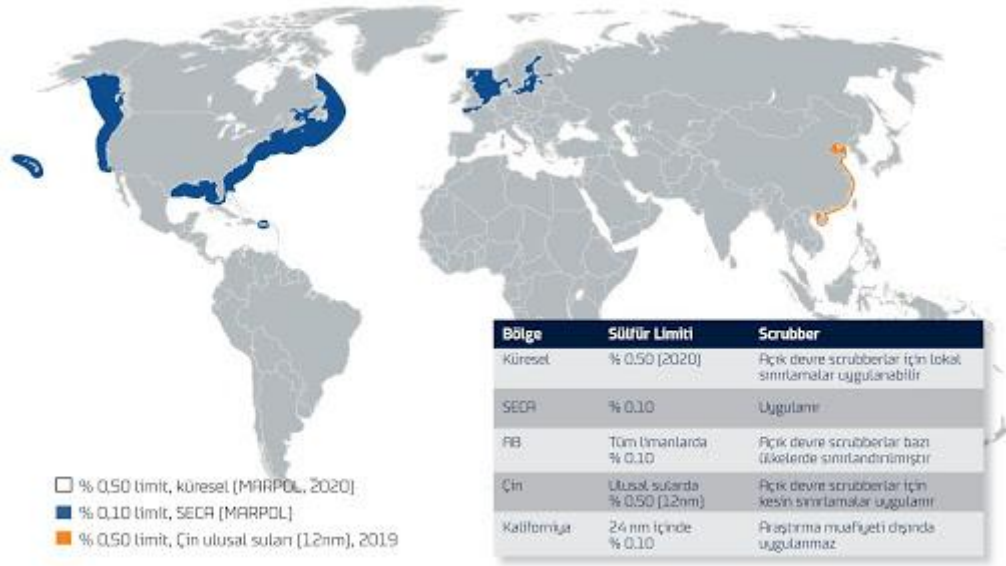 Bölge Sülfür Limiti Scrubber
Küresel % 0.50 (2020) Açık devre scrubberlar için lokal
sınırlamalar uygulanabilir
SECA % 0.10 Uygulanır
AB Tüm limanlarda Açık devre scrubberlar bazı
% 0.10 ülkelerde sınırlandırılmıştır
Çin Ulusal sularda Açık devre scrubberlar için
% 0.50 (12nm) kesin sınırlamalar uygulanır
Kaliforniya 24 nm içinde Araştırma muafiyeti dışında
% 0.10 uygulanmaz
% 0,50 limit, küresel (MARPOL, 2020)
% 0,10 limit, SECA (MARPOL)
% 0,50 limit, Çin ulusal suları (12nm), 2019